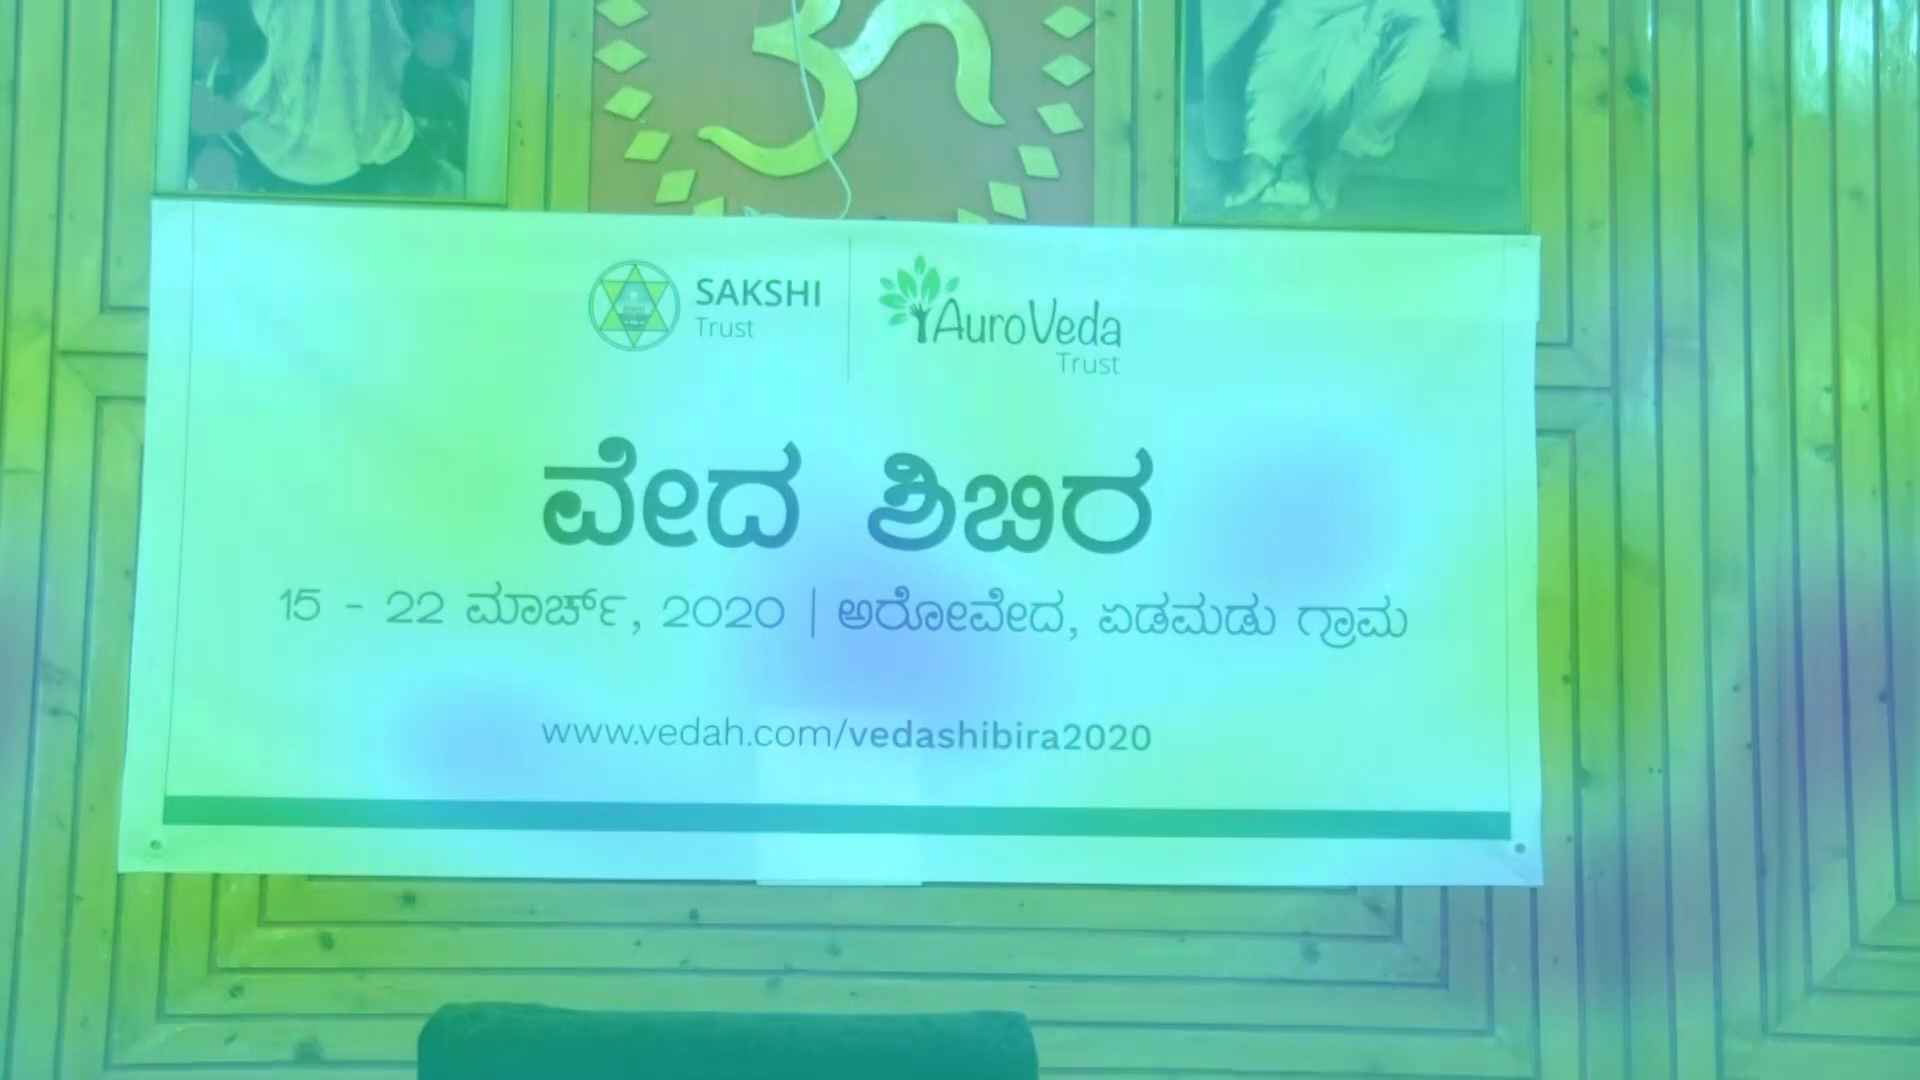 SAKSHI
Trust
AuroVeda
Trust
ವೇದ ಶಿಬಿರ
15 - 22 ಮಾರ್ಚ್, 2020 | ಅರೋವೇದ, ಏಡಮಡು ಗ್ರಾಮ
www.vedah.com/vedashibira2020